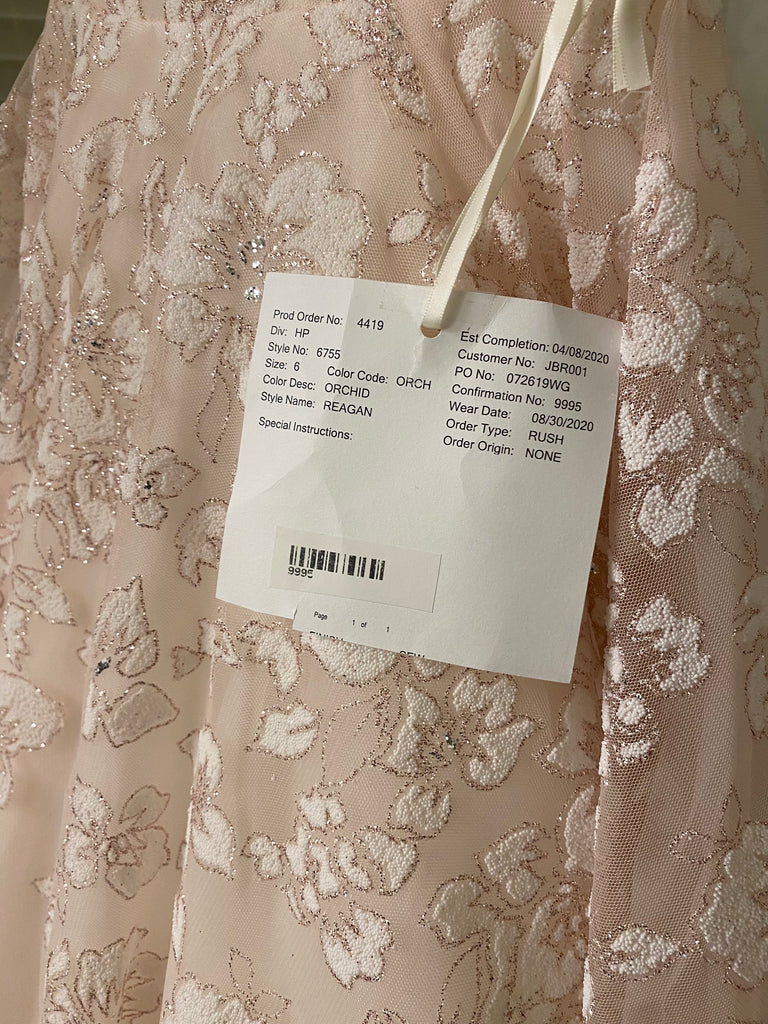 Prod Order No: 4419
Div: HP
Style No: 6755
Size: 6 Color Code: ORCH
Color Desc: ORCHID
Style Name: REAGAN
Special Instructions:
Est Completion: 04/08/2020
Customer No: JBR001
PO No: 072619WG
Confirmation No: 9995
Wear Date: 08/30/2020
Order Type: RUSH
Order Origin: NONE
9995
Page 1 of 1